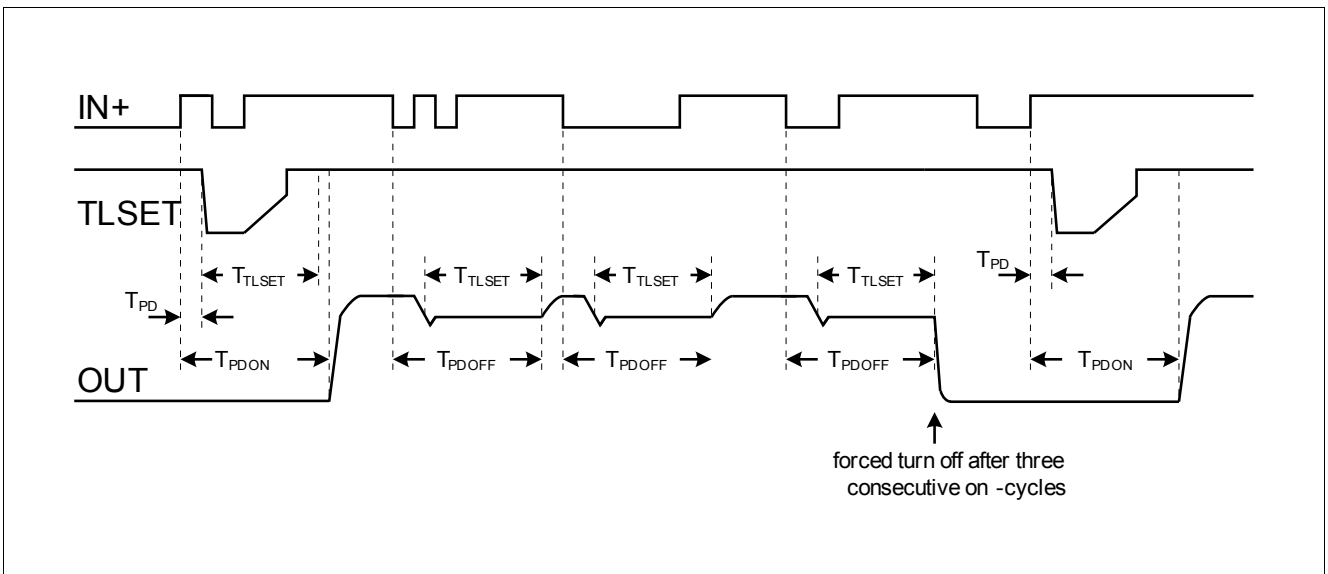 IN+
TLSET
TTLSET
TTLSET
TTLSET
TTLSET
TPD
TPD
TPDON
TPDOFF
TPDOFF
TPDOFF
TPDON
OUT
forced turn off after three
consecutive on -cycles